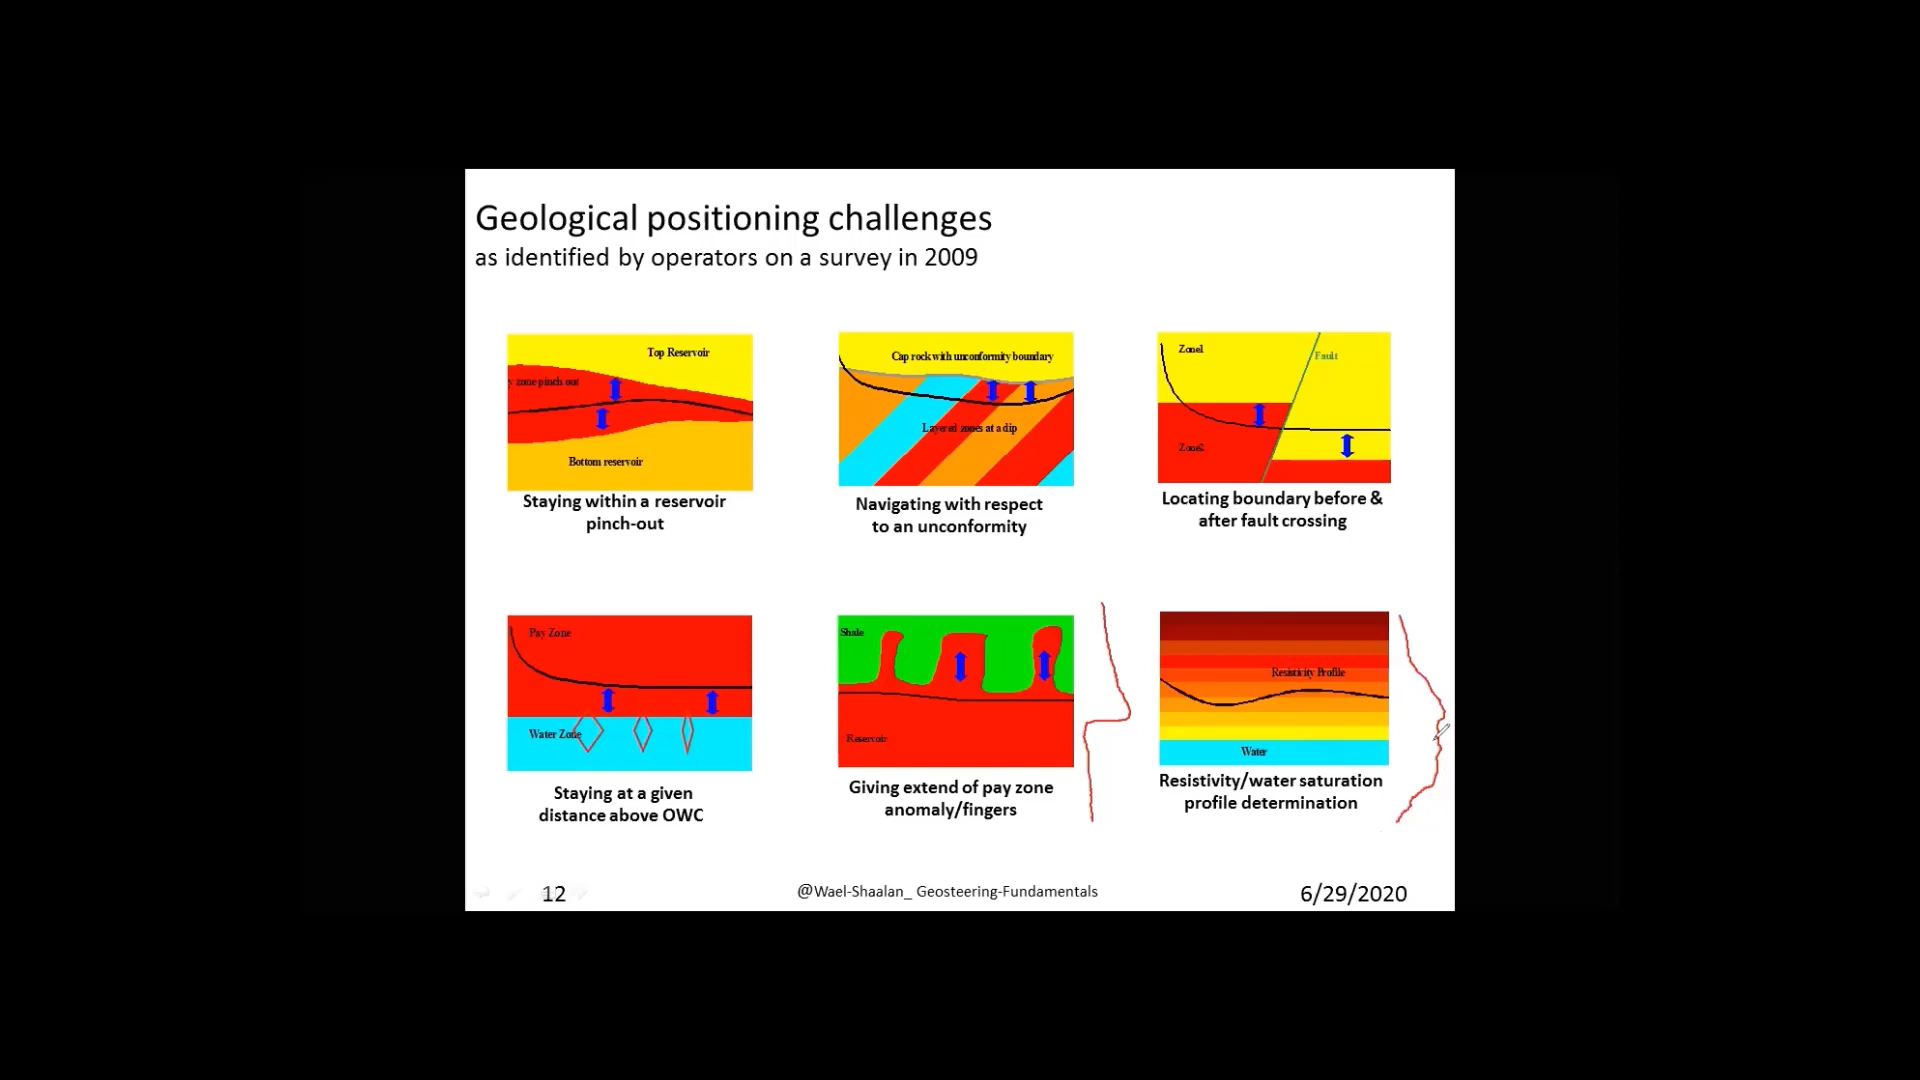 Geological positioning challenges
as identified by operators on a survey in 2009
Top Reservoir
y zone pinch out
Bottom reservoir
Staying within a reservoir
pinch-out
Cap rock with unconformity boundary
Layered zones at a dip
Navigating with respect
to an unconformity
Zone1
Fault
Zone2
Locating boundary before &
after fault crossing
Pay Zone
Water Zone
Staying at a given
distance above OWC
Shale
Reservoir
Giving extend of pay zone
anomaly/fingers
Resisticity Profile
Water
Resistivity/water saturation
profile determination
12
@Wael-Shaalan_ Geosteering-Fundamentals
6/29/2020